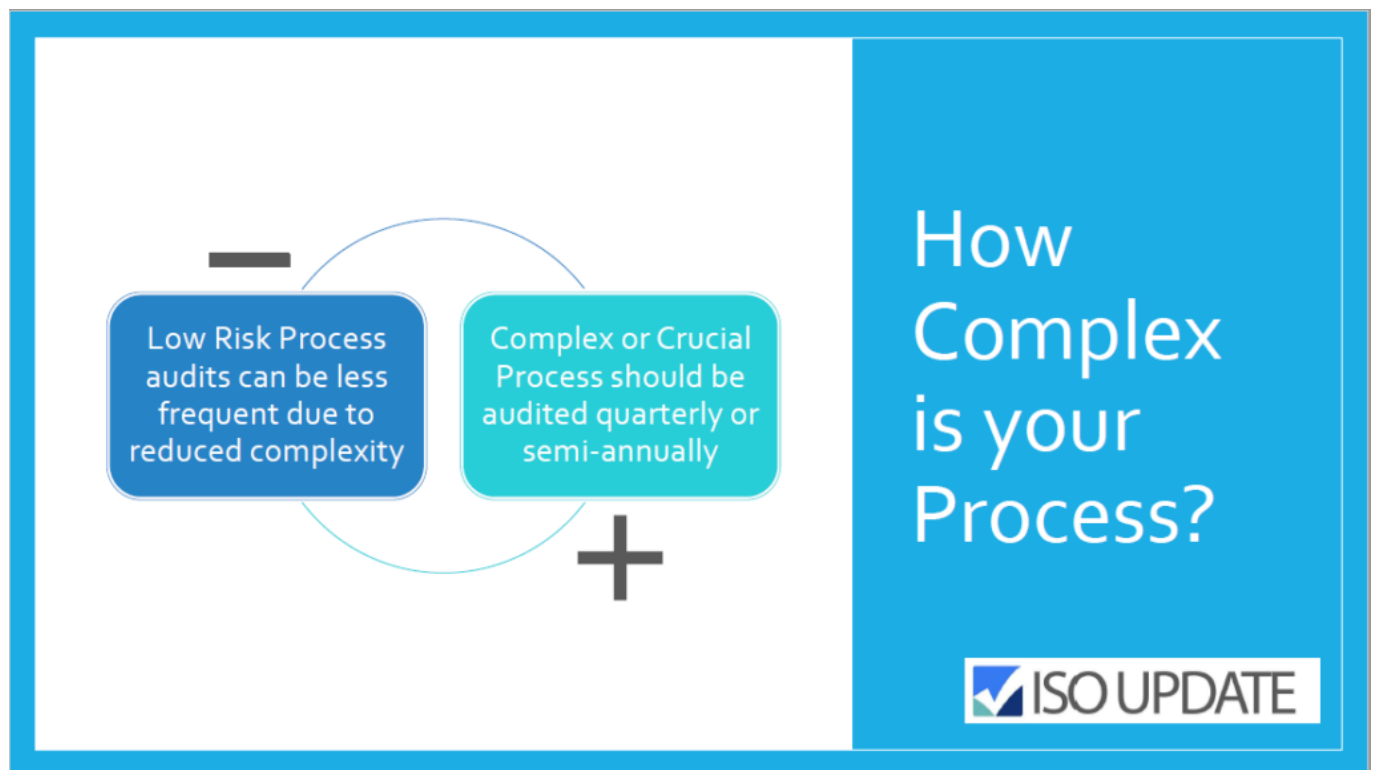 Low Risk Process
audits can be less
frequent due to
reduced complexity
Complex or Crucial
Process should be
audited quarterly or
semi-annually
How
Complex
is your
Process?
ISO UPDATE